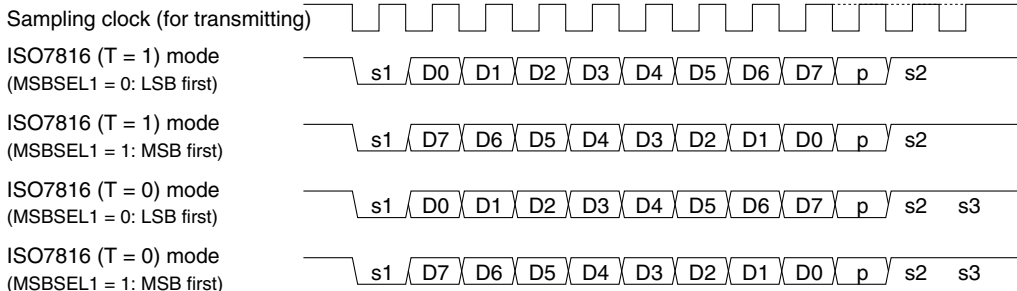 Sampling clock (for transmitting)
ISO7816 (T = 1) mode
(MSBSEL1 = 0: LSB first)
s1 D0 D1 D2 D3 D4 D5 D6 D7 p s2
ISO7816 (T = 1) mode
(MSBSEL1 = 1: MSB first)
s1 D7 D6 D5 D4 D3 D2 D1 D0 p s2
ISO7816 (T = 0) mode
(MSBSEL1 = 0: LSB first)
s1 D0 D1 D2 D3 D4 D5 D6 D7 p s2 s3
ISO7816 (T = 0) mode
(MSBSEL1 = 1: MSB first)
s1 D7 D6 D5 D4 D3 D2 D1 D0 p s2 s3